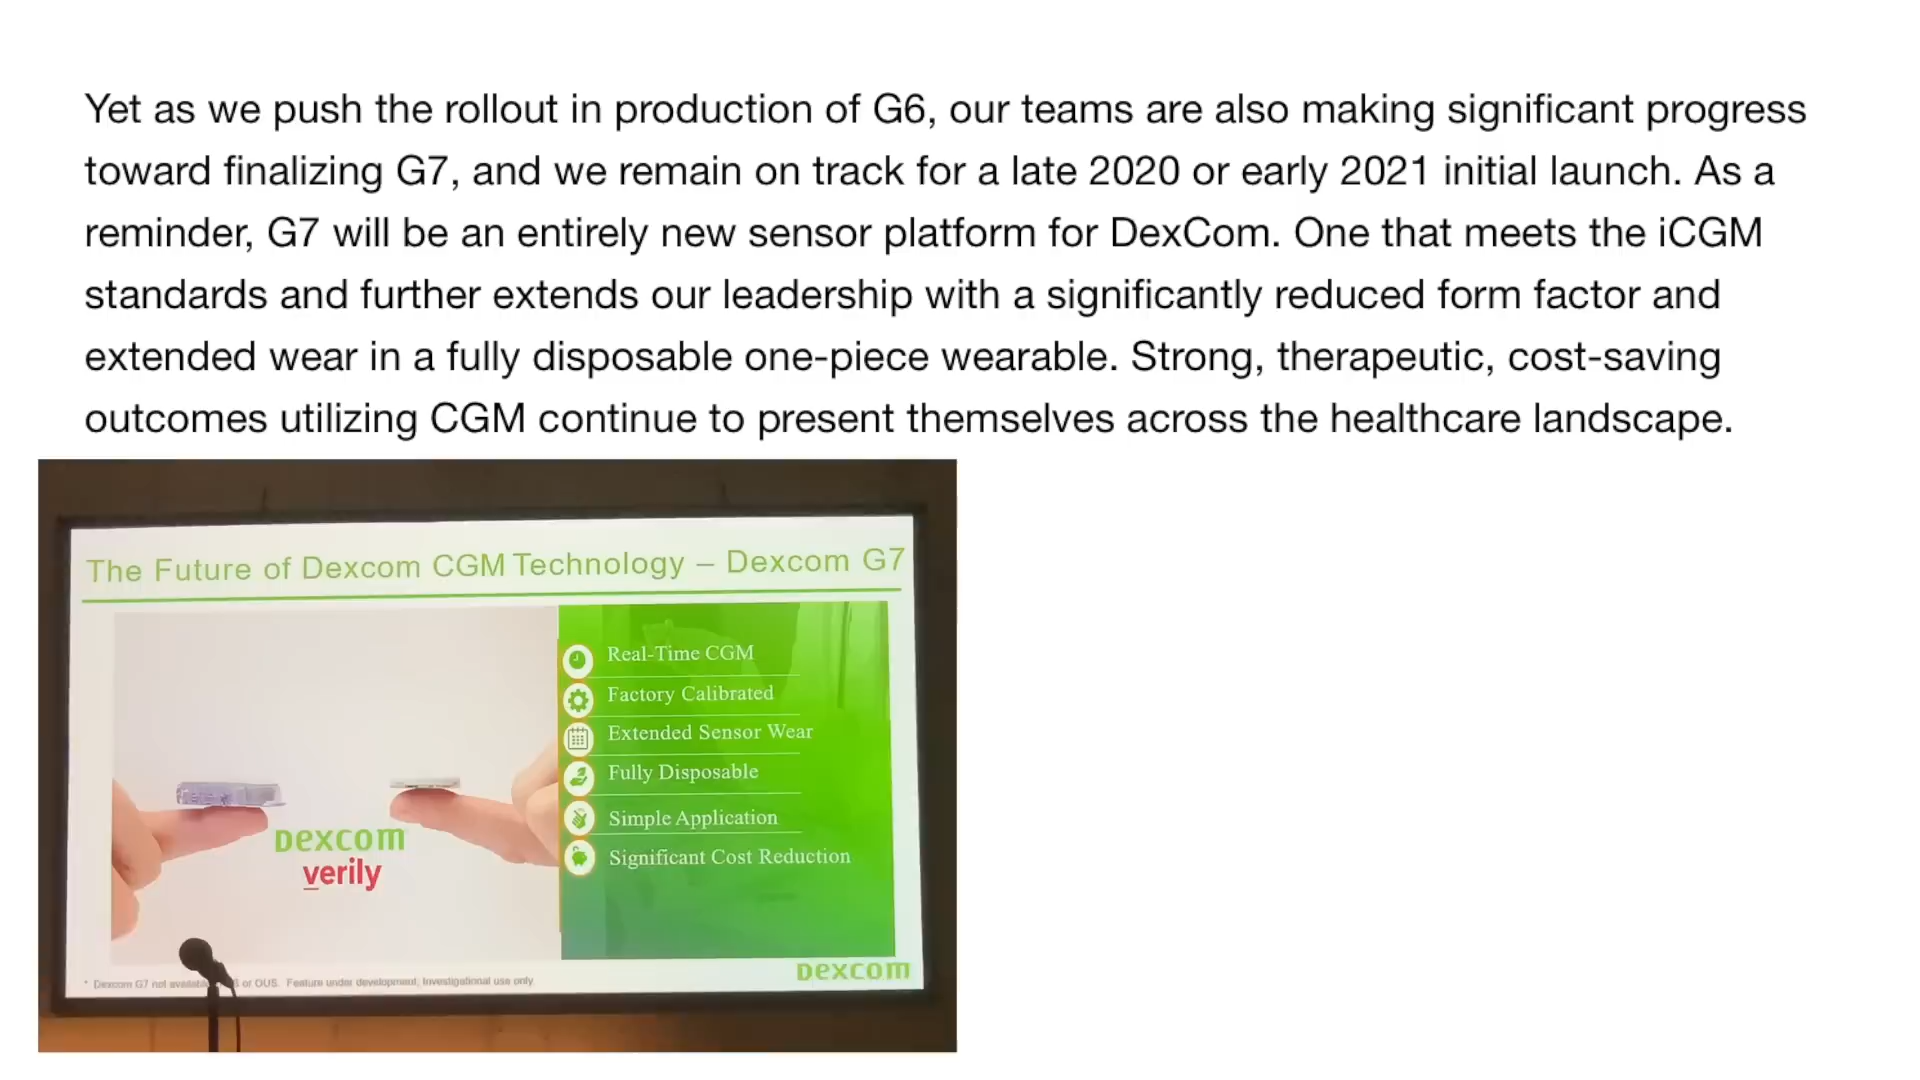 Yet as we push the rollout in production of G6, our teams are also making significant progress
toward finalizing G7, and we remain on track for a late 2020 or early 2021 initial launch. As a
reminder, G7 will be an entirely new sensor platform for DexCom. One that meets the iCGM
standards and further extends our leadership with a significantly reduced form factor and
extended wear in a fully disposable one-piece wearable. Strong, therapeutic, cost-saving
outcomes utilizing CGM continue to present themselves across the healthcare landscape.
The Future of Dexcom CGM Technology – Dexcom G7
Real-Time CGM
Factory Calibrated
Extended Sensor Wear
Fully Disposable
Simple Application
Significant Cost Reduction
Dexcom
verily
Dexcom
* Dexcom G7 not or OUS. Feature under development, Investigational use only